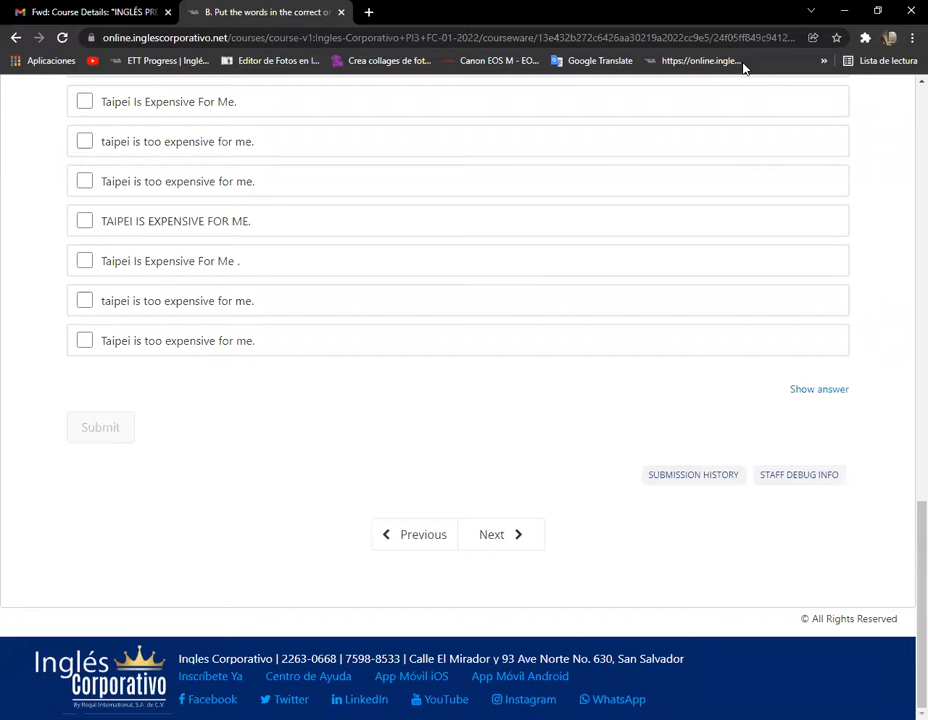 Fwd: Course Details: "INGLÉS PRE
B. Put the words in the correct o
online.inglescorporativo.net/courses/course-v1:Ingles-Corporativo+PI3+FC-01-2022/courseware/13e432b272c6426aa30219a2022cc9e5/24f05ff849c9412...
Aplicaciones
ETT Progress | Inglé...
Editor de Fotos en l...
Crea collages de fot...
Canon EOS M - EO...
Google Translate
https://online.ingle...
»
Lista de lectura
Taipei Is Expensive For Me.
taipei is too expensive for me.
Taipei is too expensive for me.
TAIPEI IS EXPENSIVE FOR ME.
Taipei Is Expensive For Me .
taipei is too expensive for me.
Taipei is too expensive for me.
Show answer
Submit
SUBMISSION HISTORY STAFF DEBUG INFO
Previous Next
© All Rights Reserved
Inglés
Corporativo
By Regal International, S.A. de C.V.
Ingles Corporativo | 2263-0668 | 7598-8533 | Calle El Mirador y 93 Ave Norte No. 630, San Salvador
Inscríbete Ya Centro de Ayuda App Móvil iOS App Móvil Android
Facebook Twitter LinkedIn YouTube Instagram WhatsApp